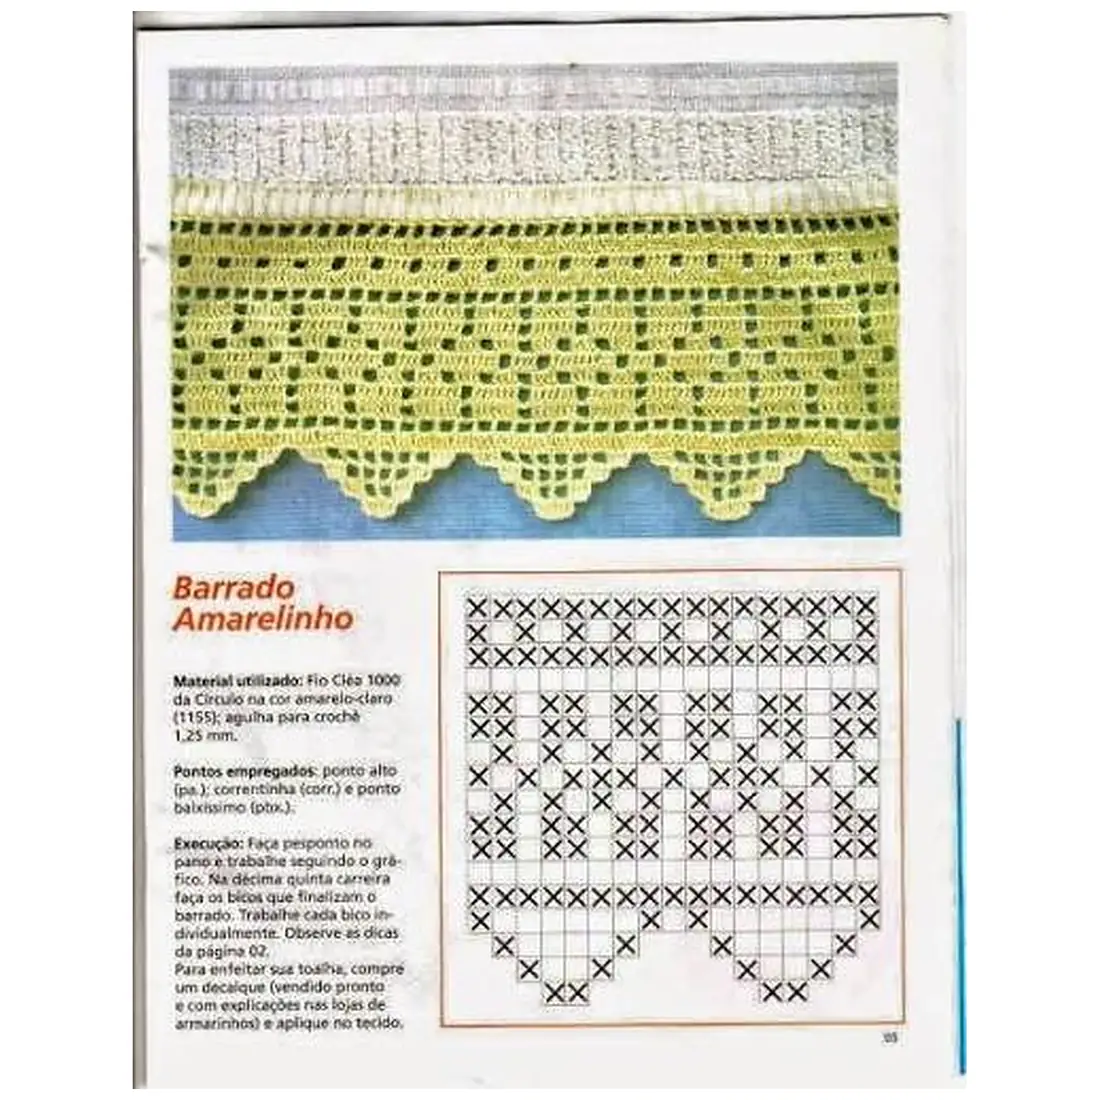 Barrado
Amarelinho
Material utilizado: Fio Cléa 1000
da Círculo na cor amarelo-claro
(1155); agulha para crochê
1,25 mm.
Pontos empregados: ponto alto
(pa.); correntinha (corr.) e ponto
baixíssimo (pbx.).
Execução: Faça pesponto no
pano e trabalhe seguindo o grá-
fico. Na décima quinta carreira
faça os bicos que finalizam o
barrado. Trabalhe cada bico in-
dividualmente. Observe as dicas
da página 02.
Para enfeitar sua toalha, compre
um decalque (vendido pronto
e com explicações nas lojas de
armarinhos) e aplique no tecido.
05